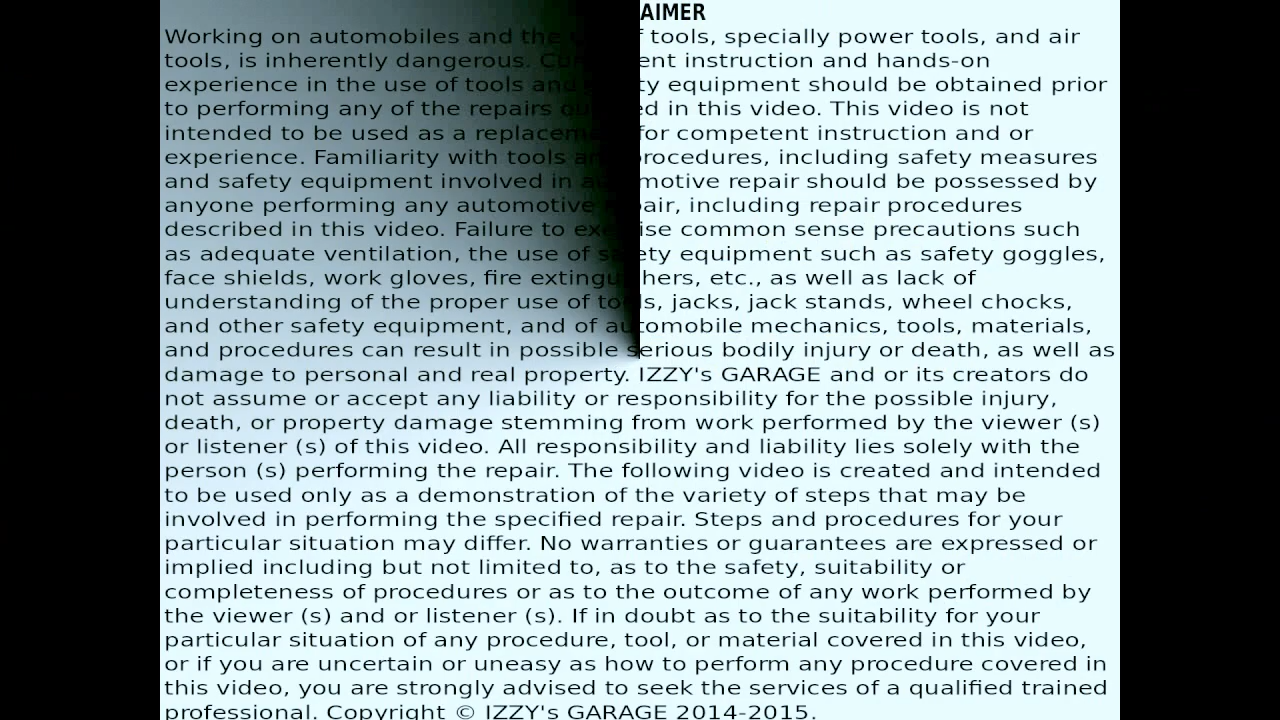 AIMER
Working on automobiles and the use of tools, specially power tools, and air
tools, is inherently dangerous. Competent instruction and hands-on
experience in the use of tools and safety equipment should be obtained prior
to performing any of the repairs outlined in this video. This video is not
intended to be used as a replacement for competent instruction and or
experience. Familiarity with tools and procedures, including safety measures
and safety equipment involved in automotive repair should be possessed by
anyone performing any automotive repair, including repair procedures
described in this video. Failure to exercise common sense precautions such
as adequate ventilation, the use of safety equipment such as safety goggles,
face shields, work gloves, fire extinguishers, etc., as well as lack of
understanding of the proper use of tools, jacks, jack stands, wheel chocks,
and other safety equipment, and of automobile mechanics, tools, materials,
and procedures can result in possible serious bodily injury or death, as well as
damage to personal and real property. IZZY's GARAGE and or its creators do
not assume or accept any liability or responsibility for the possible injury,
death, or property damage stemming from work performed by the viewer (s)
or listener (s) of this video. All responsibility and liability lies solely with the
person (s) performing the repair. The following video is created and intended
to be used only as a demonstration of the variety of steps that may be
involved in performing the specified repair. Steps and procedures for your
particular situation may differ. No warranties or guarantees are expressed or
implied including but not limited to, as to the safety, suitability or
completeness of procedures or as to the outcome of any work performed by
the viewer (s) and or listener (s). If in doubt as to the suitability for your
particular situation of any procedure, tool, or material covered in this video,
or if you are uncertain or uneasy as how to perform any procedure covered in
this video, you are strongly advised to seek the services of a qualified trained
professional. Copyright © IZZY's GARAGE 2014-2015.